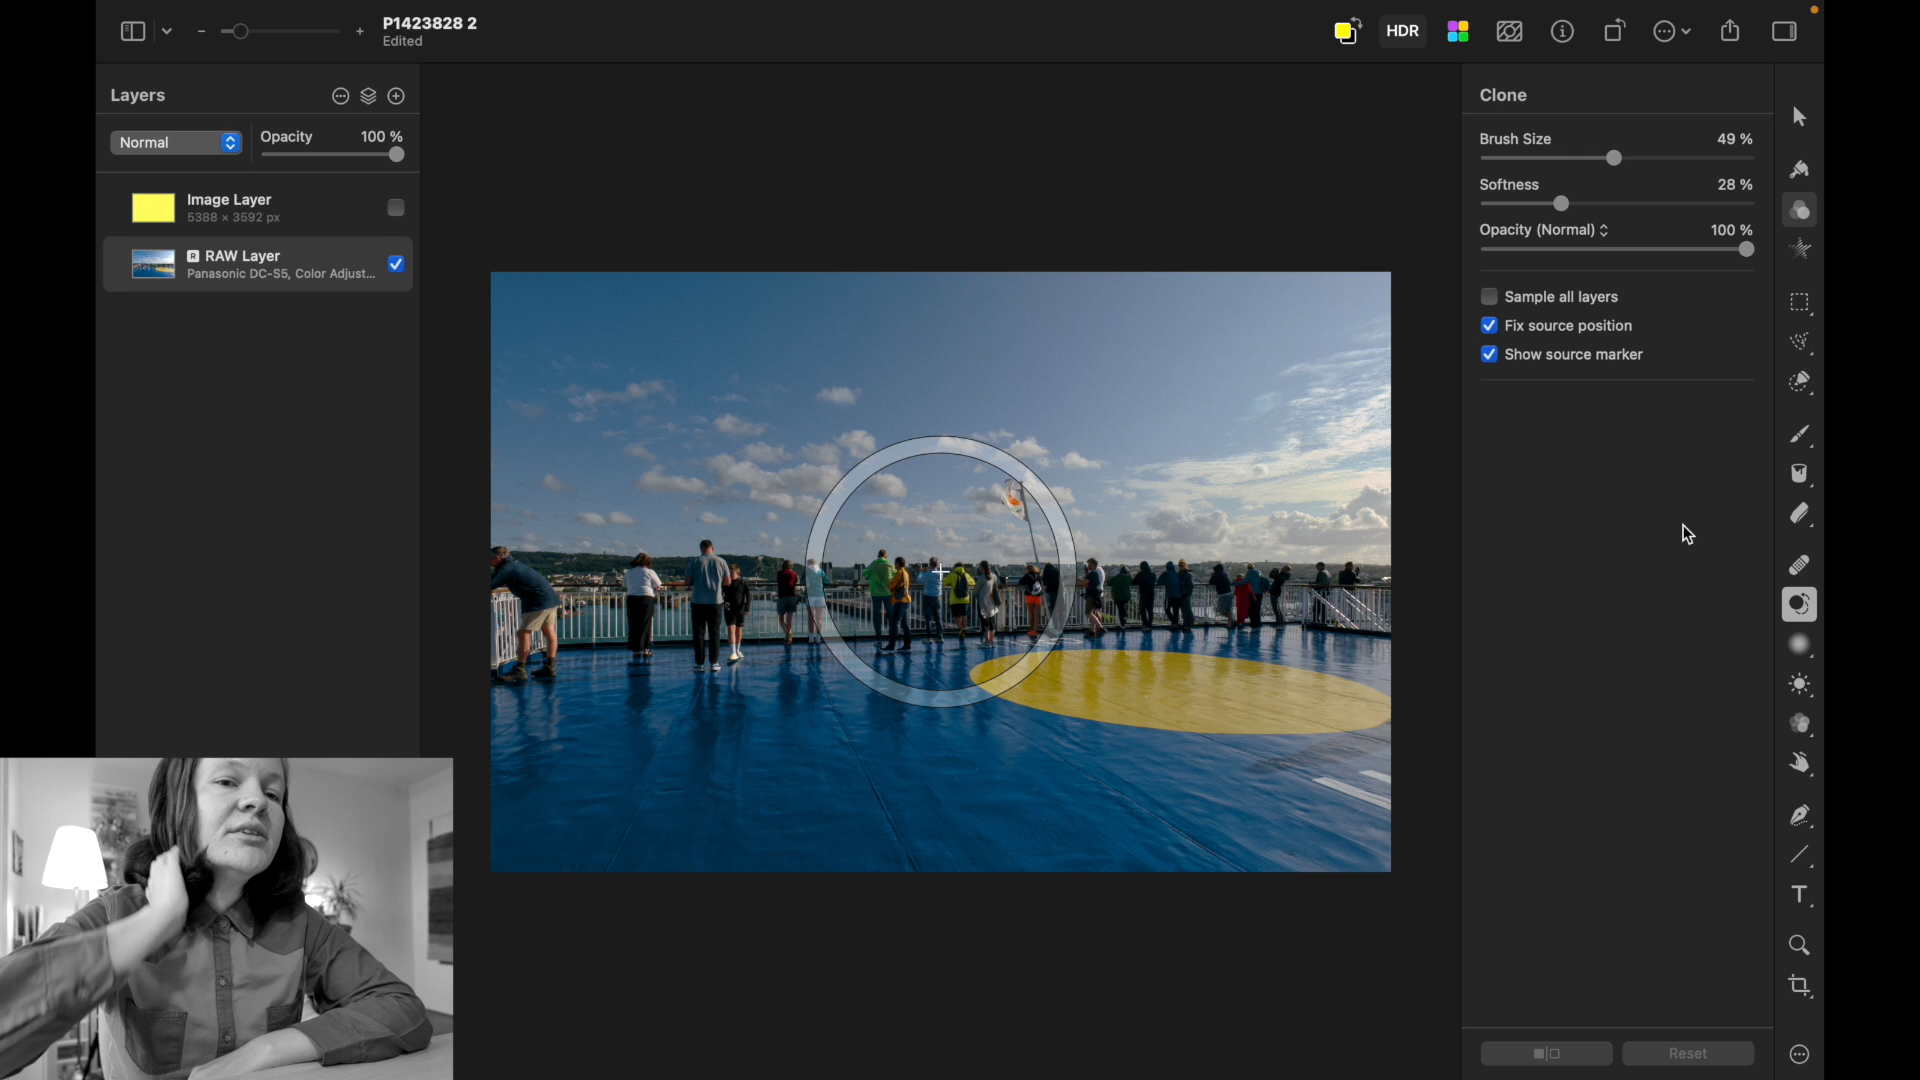 P1423828 2
Edited
HDR
Layers
Normal
Opacity 100 %
Image Layer
5388 × 3592 px
R RAW Layer
Panasonic DC-S5, Color Adjust...
Clone
Brush Size 49 %
Softness 28 %
Opacity (Normal) 100 %
Sample all layers
Fix source position
Show source marker
T
Reset